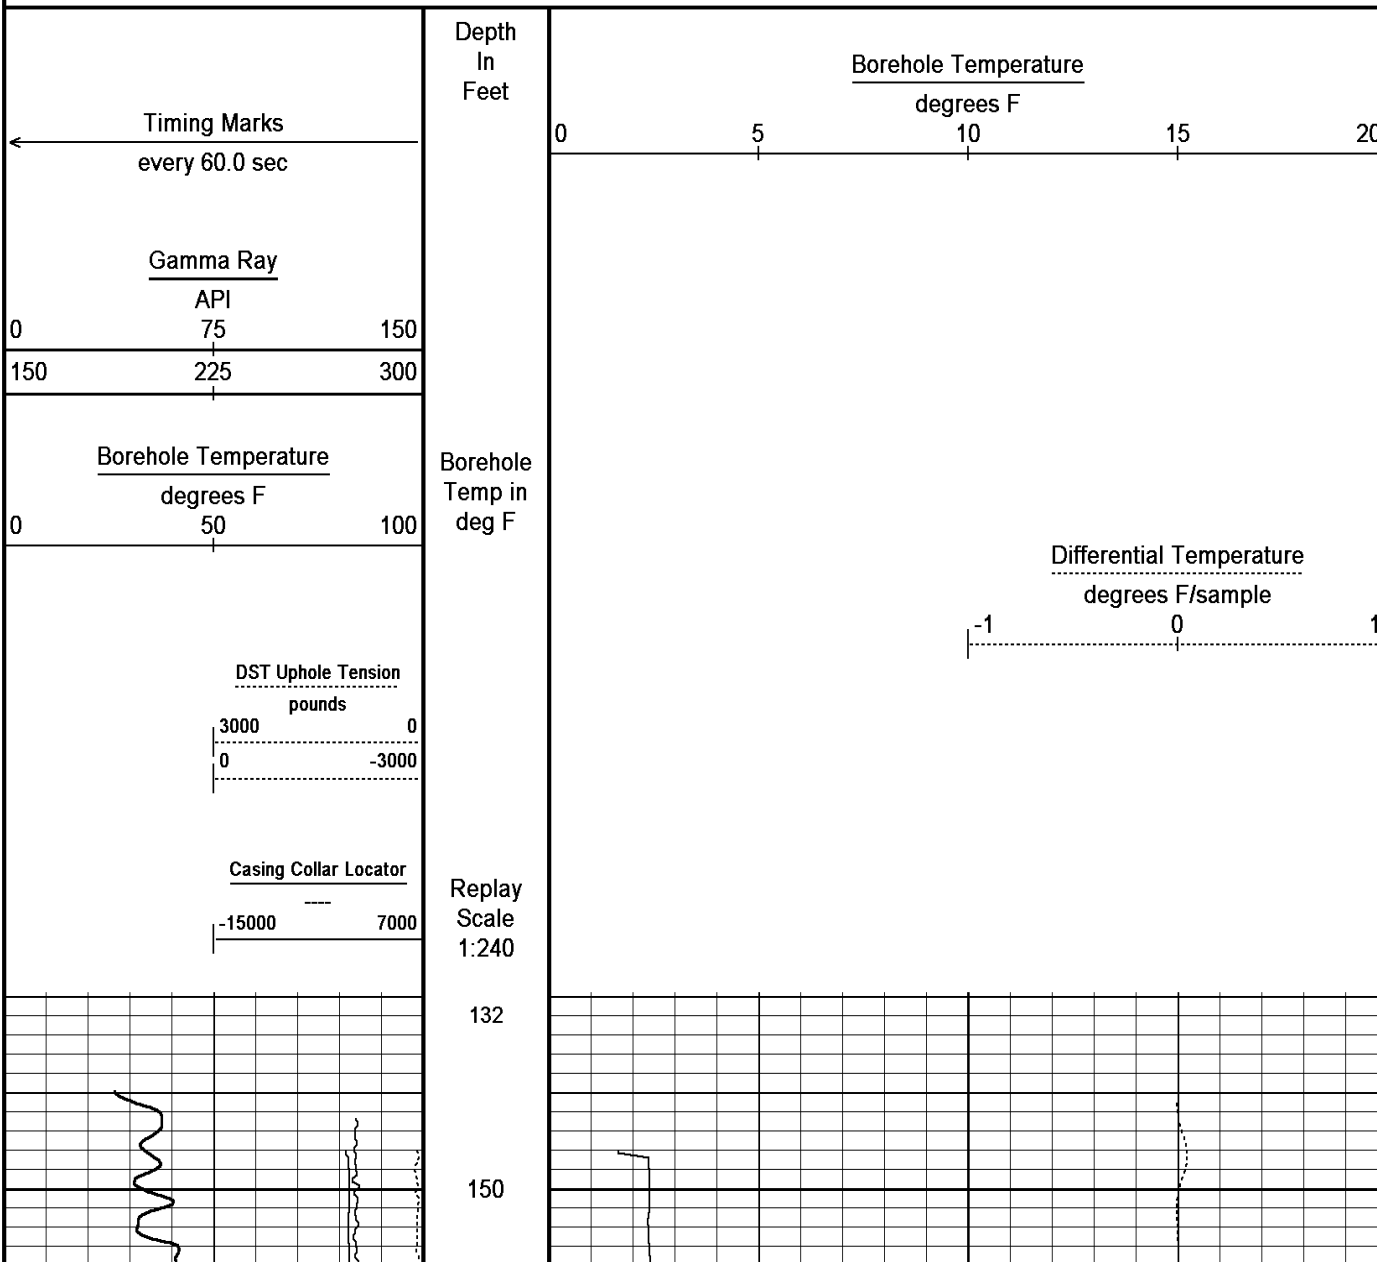 Timing Marks
every 60.0 sec
Gamma Ray
API
0 75 150
150 225 300
Borehole Temperature
degrees F
0 50 100
DST Uphole Tension
pounds
3000 0
0 -3000
Casing Collar Locator
----
-15000 7000
Depth
In
Feet
Borehole
Temp in
deg F
Replay
Scale
1:240
132
150
Borehole Temperature
degrees F
0 5 10 15 20
Differential Temperature
degrees F/sample
-1 0 1